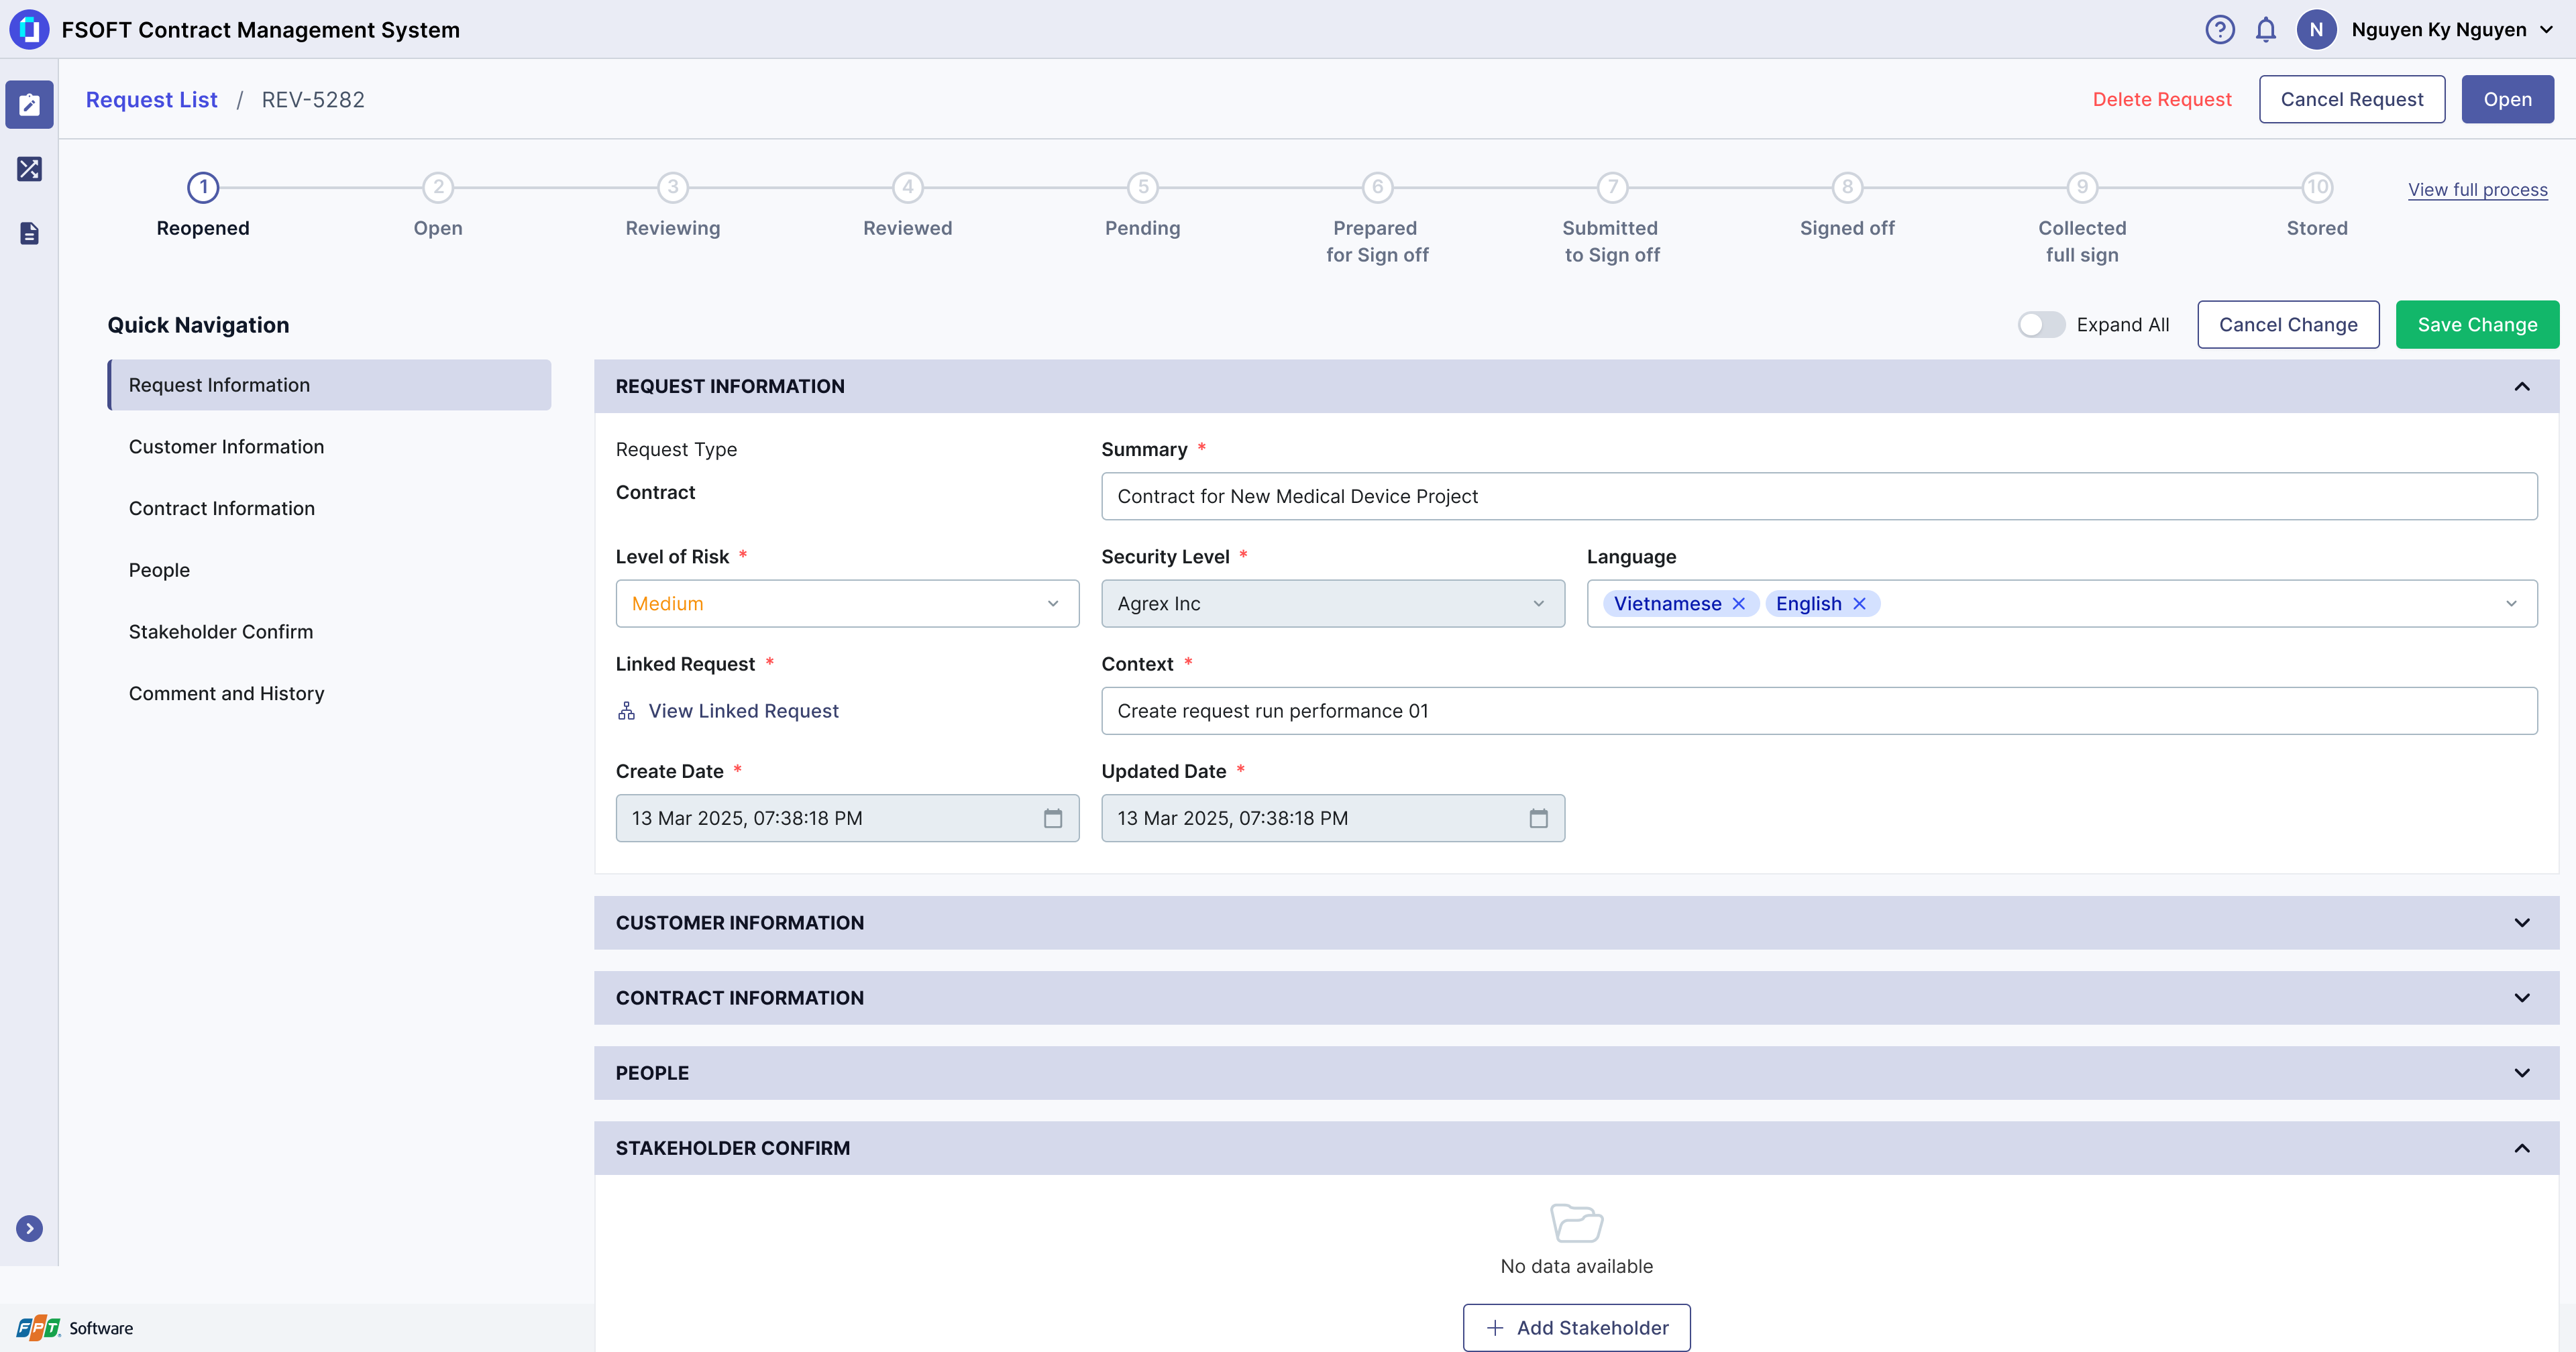 FSOFT Contract Management System
N Nguyen Ky Nguyen
Request List / REV-5282
Delete Request Cancel Request Open
1 2 3 4 5 6 7 8 9 10
View full process
Reopened Open Reviewing Reviewed Pending Prepared for Sign off Submitted to Sign off Signed off Collected full sign Stored
Quick Navigation
Expand All Cancel Change Save Change
Request Information
Customer Information
Contract Information
People
Stakeholder Confirm
Comment and History
REQUEST INFORMATION
Request Type
Contract
Summary *
Contract for New Medical Device Project
Level of Risk *
Medium
Security Level *
Agrex Inc
Language
Vietnamese English
Linked Request *
View Linked Request
Context *
Create request run performance 01
Create Date *
13 Mar 2025, 07:38:18 PM
Updated Date *
13 Mar 2025, 07:38:18 PM
CUSTOMER INFORMATION
CONTRACT INFORMATION
PEOPLE
STAKEHOLDER CONFIRM
No data available
+ Add Stakeholder
FPT Software